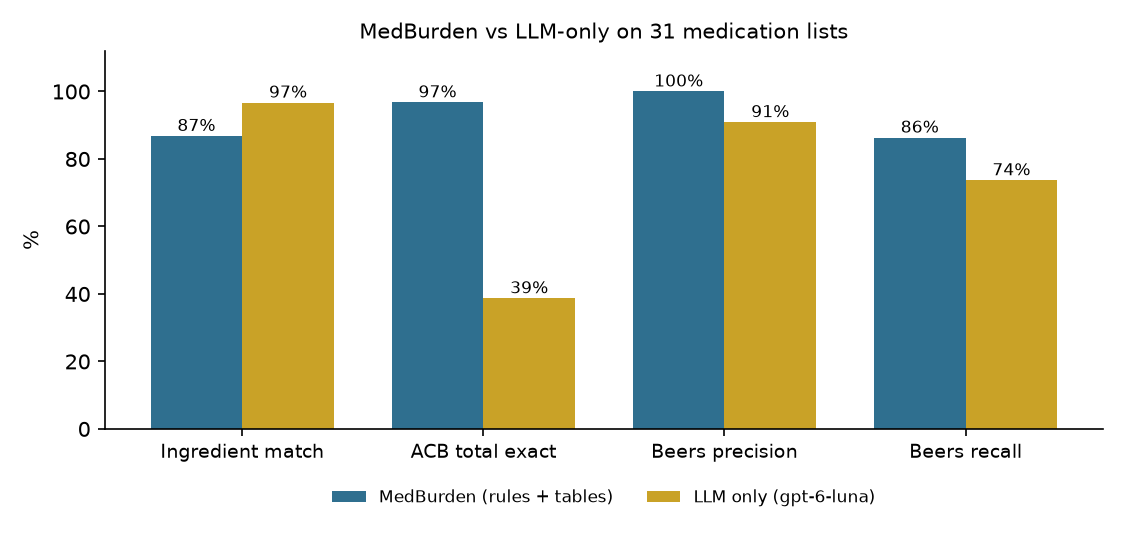 MedBurden vs LLM-only on 31 medication lists
100%
97%
97%
91%
87%
86%
74%
39%
%
100
80
60
40
20
0
Ingredient match
ACB total exact
Beers precision
Beers recall
MedBurden (rules + tables)
LLM only (gpt-6-luna)